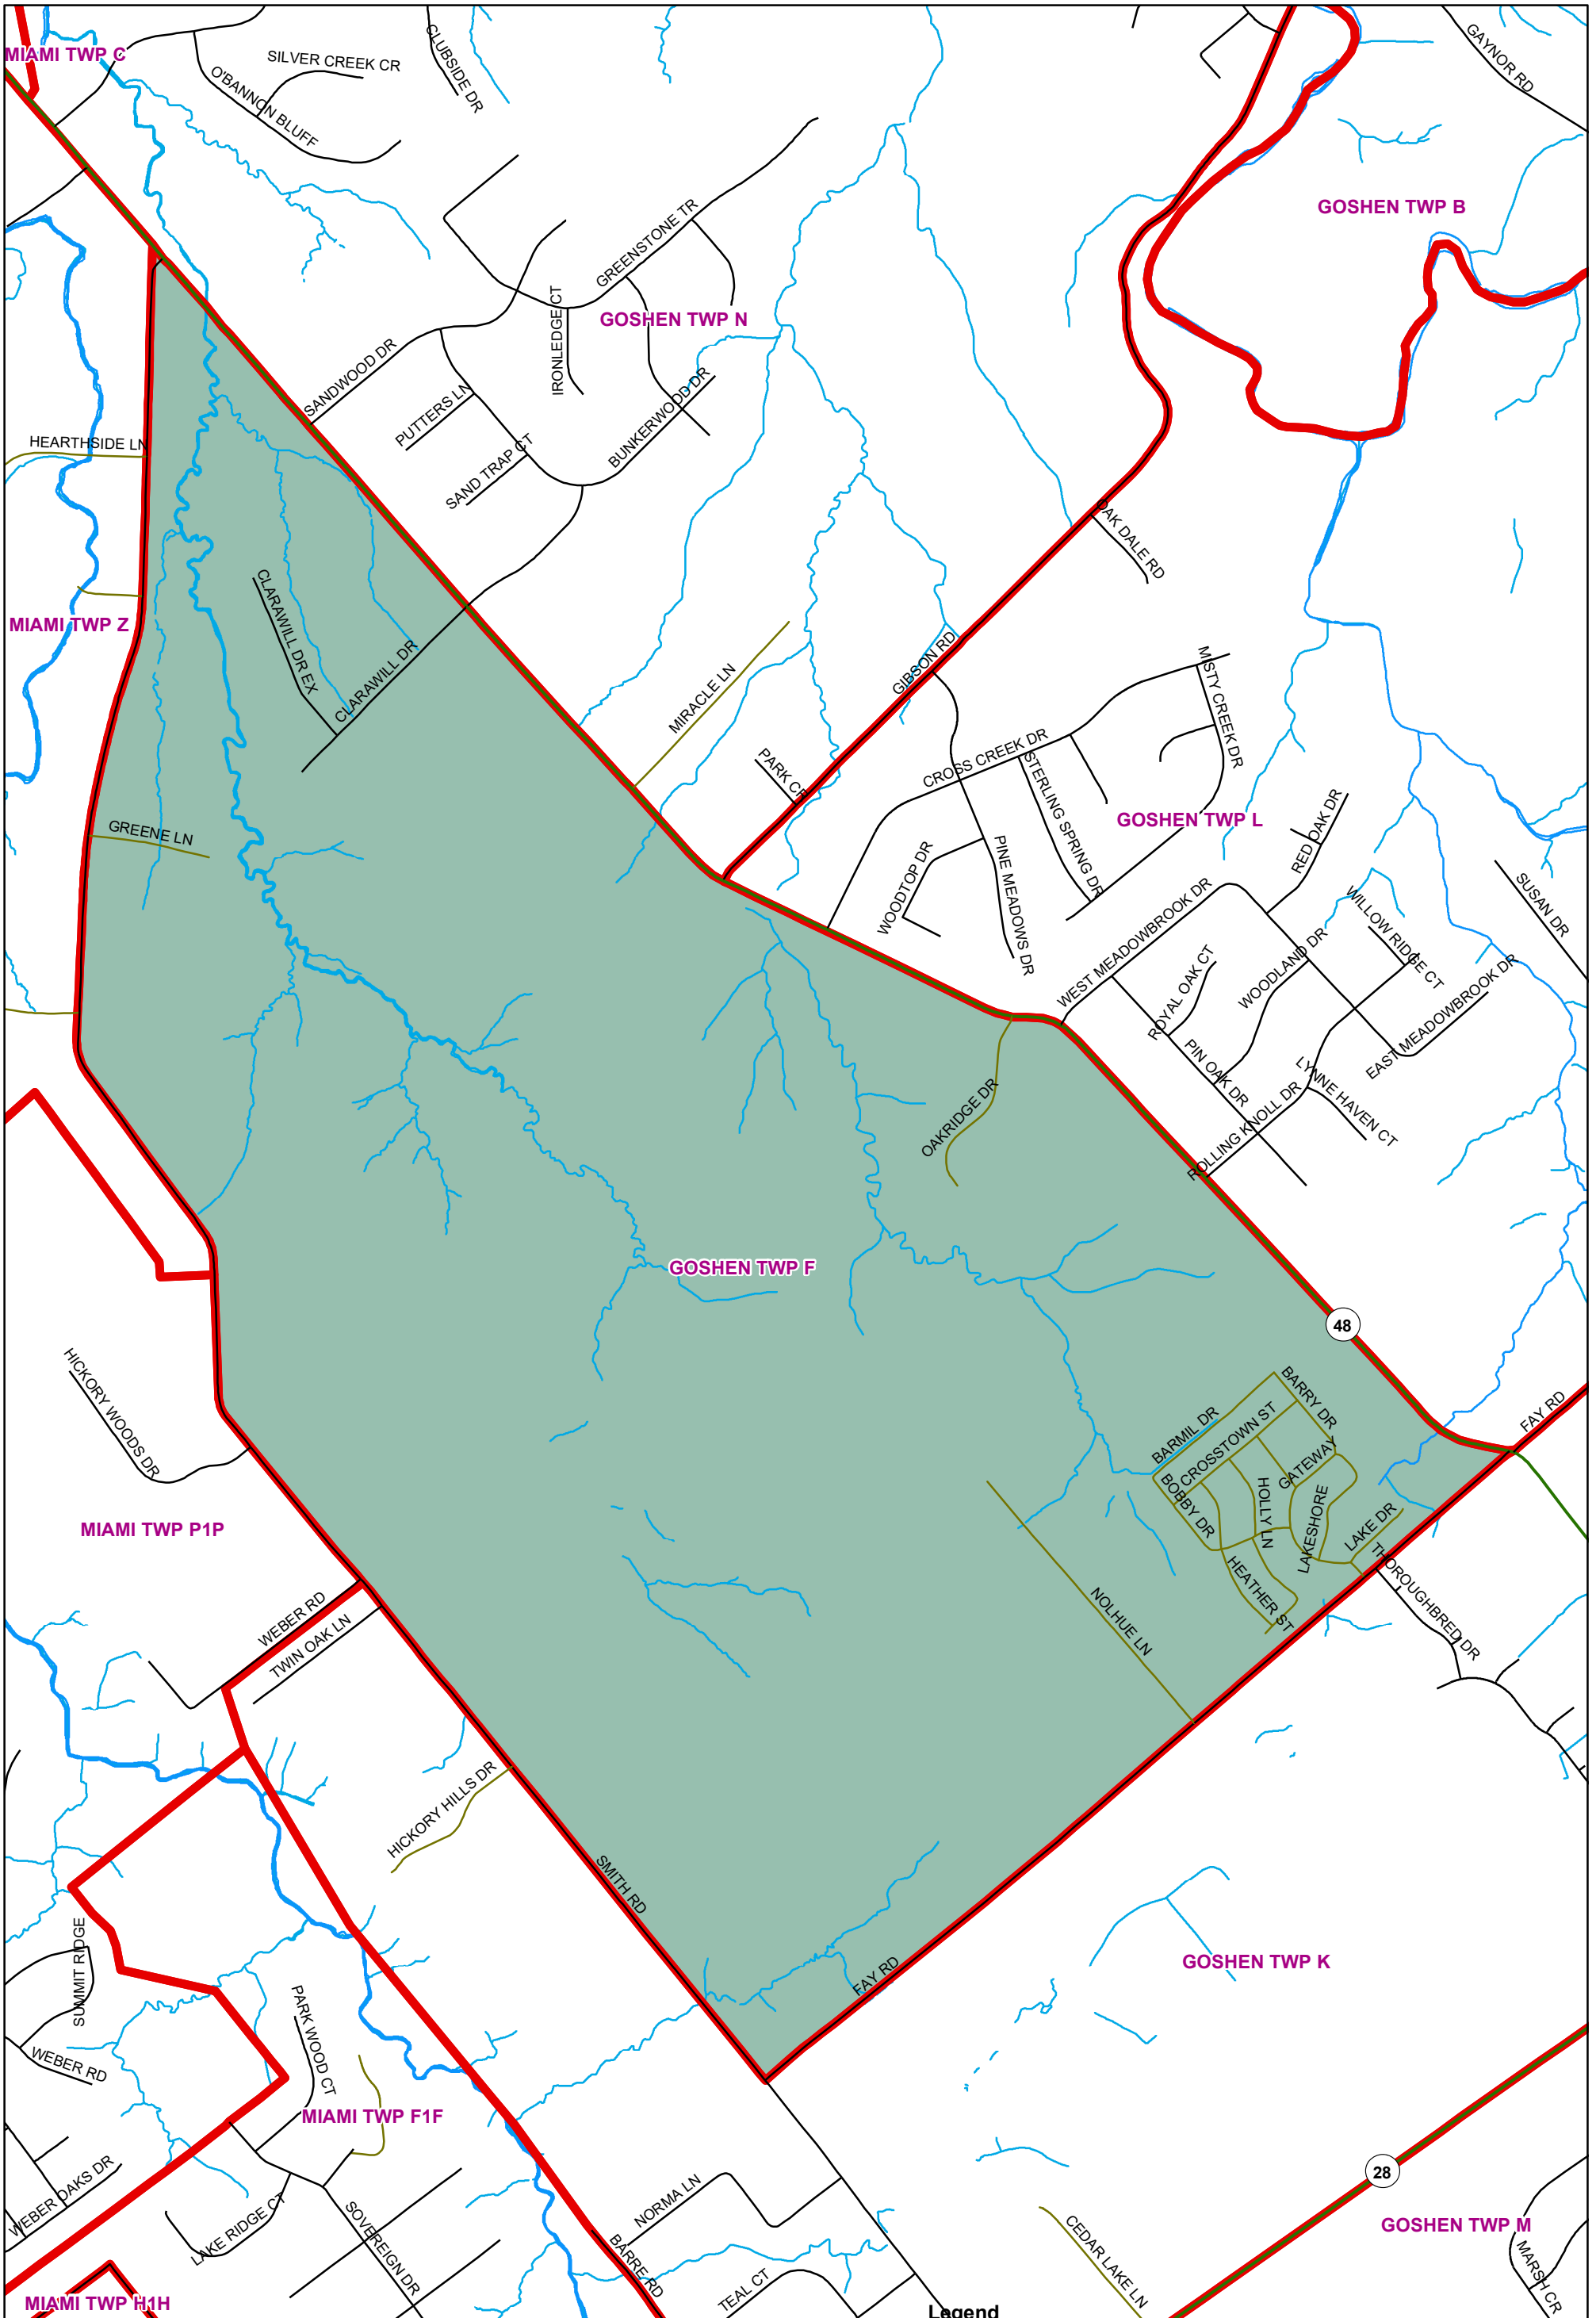 MIAMI TWP C
SILVER CREEK CR
CLUBSIDE DR
GAYNOR RD
O'BANNON BLUFF
GOSHEN TWP B
GREENSTONE TR
IRONLEDGE CT
GOSHEN TWP N
SANDWOOD DR
PUTTERS LN
BUNKERWOOD DR
HEARTHSIDE LN
SAND TRAP CT
OAK DALE RD
CLARAWILL DR EX
MIAMI TWP Z
CLARAWILL DR
MIRACLE LN
GIBSON RD
MISTY CREEK DR
CROSS CREEK DR
PARK CR
STERLING SPRING DR
GOSHEN TWP L
GREENE LN
RED OAK DR
WOODTOP DR
PINE MEADOWS DR
SUSAN DR
WEST MEADOWBROOK DR
WILLOW RIDGE CT
WOODLAND DR
ROYAL OAK CT
EAST MEADOWBROOK DR
PIN OAK DR
LYNNE HAVEN CT
OAKRIDGE DR
ROLLING KNOLL DR
GOSHEN TWP F
48
HICKORY WOODS DR
BARRY DR
FAY RD
BARMIL DR
CROSSTOWN ST
GATEWAY
BOBBY DR
HOLLY LN
LAKESHORE
LAKE DR
MIAMI TWP P1P
THOROUGHBRED DR
HEATHER ST
NOLHUE LN
WEBER RD
TWIN OAK LN
HICKORY HILLS DR
SMITH RD
SUMMIT RIDGE
FAY RD
GOSHEN TWP K
PARK WOOD CT
WEBER RD
MIAMI TWP F1F
28
WEBER OAKS DR
NORMA LN
LAKE RIDGE CT
SOVEREIGN DR
CEDAR LAKE LN
GOSHEN TWP M
BARRE RD
MARSH CR
TEAL CT
MIAMI TWP H1H
Legend